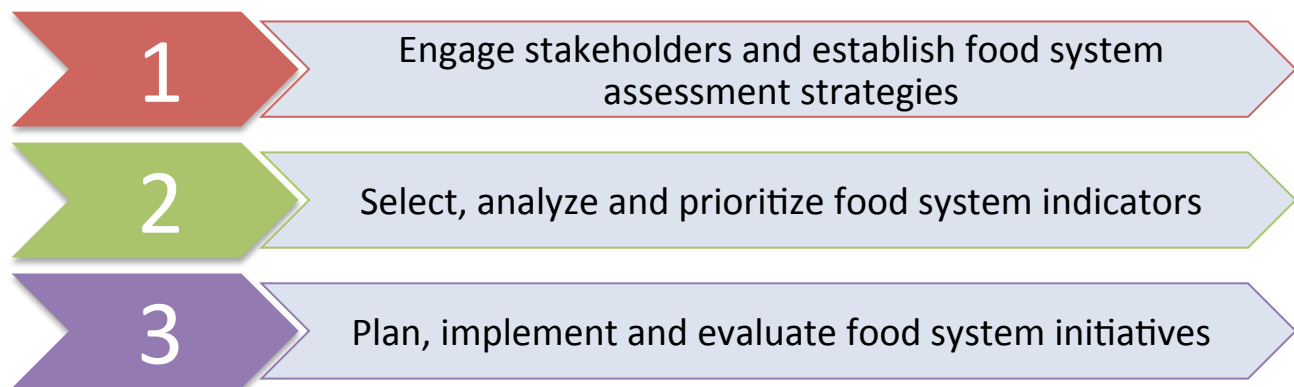 1
Engage stakeholders and establish food system
assessment strategies
2
Select, analyze and prioritize food system indicators
3
Plan, implement and evaluate food system initiatives